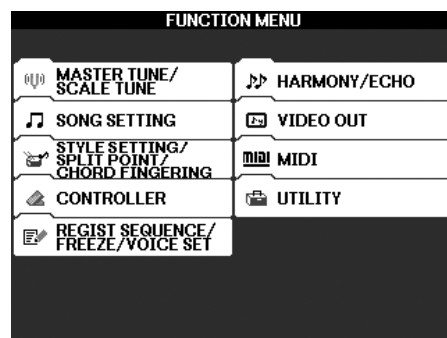 FUNCTION MENU
MASTER TUNE/
SCALE TUNE
SONG SETTING
STYLE SETTING/
SPLIT POINT/
CHORD FINGERING
CONTROLLER
REGIST SEQUENCE/
FREEZE/VOICE SET
HARMONY/ECHO
VIDEO OUT
MIDI MIDI
UTILITY